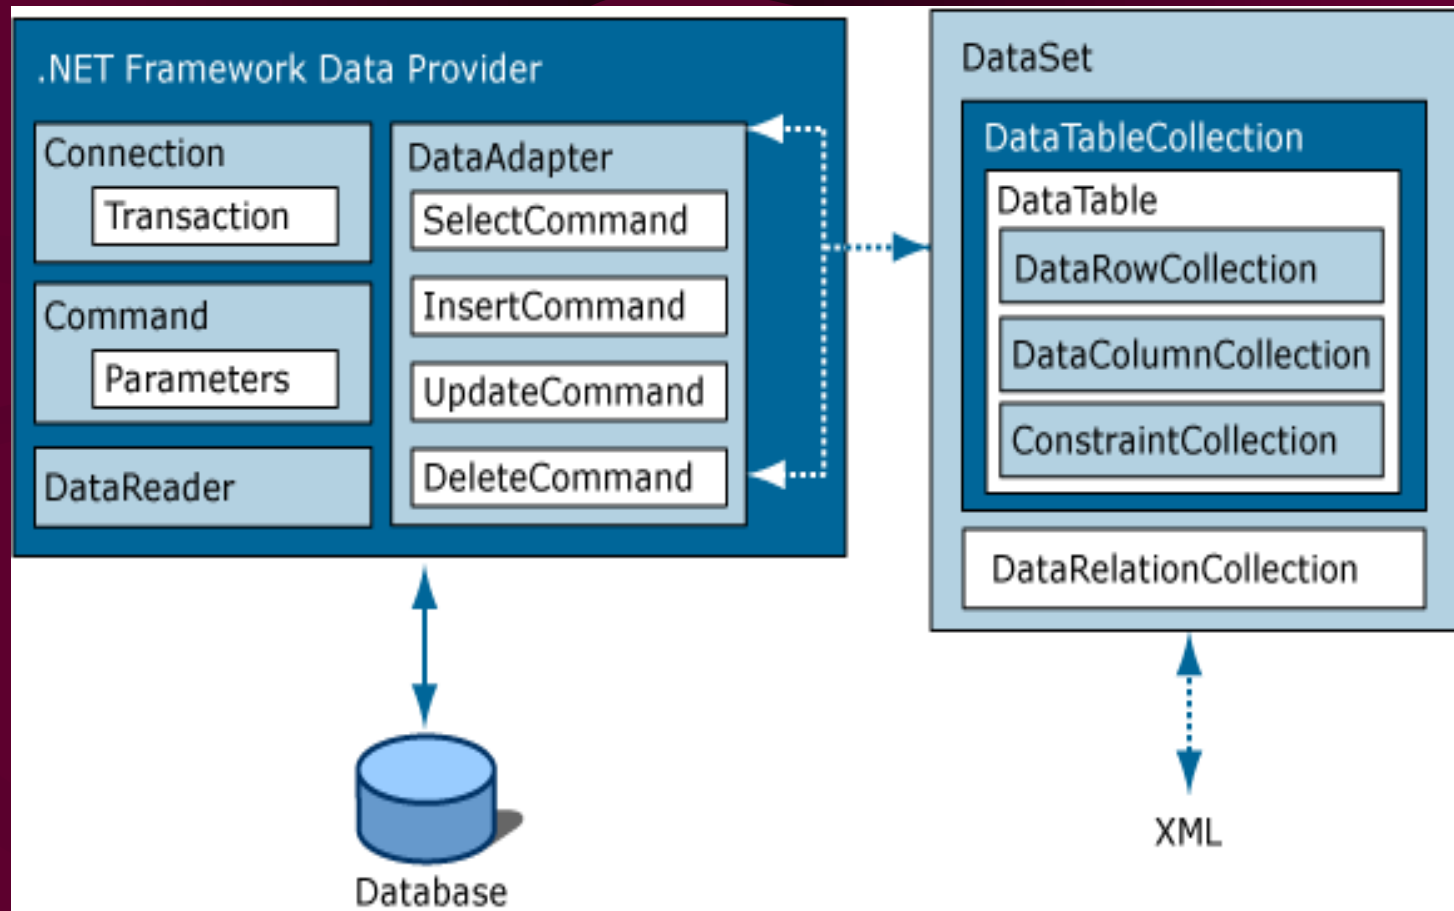 .NET Framework Data Provider
Connection
Transaction
Command
Parameters
DataReader
DataAdapter
SelectCommand
InsertCommand
UpdateCommand
DeleteCommand
Database
DataSet
DataTableCollection
DataTable
DataRowCollection
DataColumnCollection
ConstraintCollection
DataRelationCollection
XML